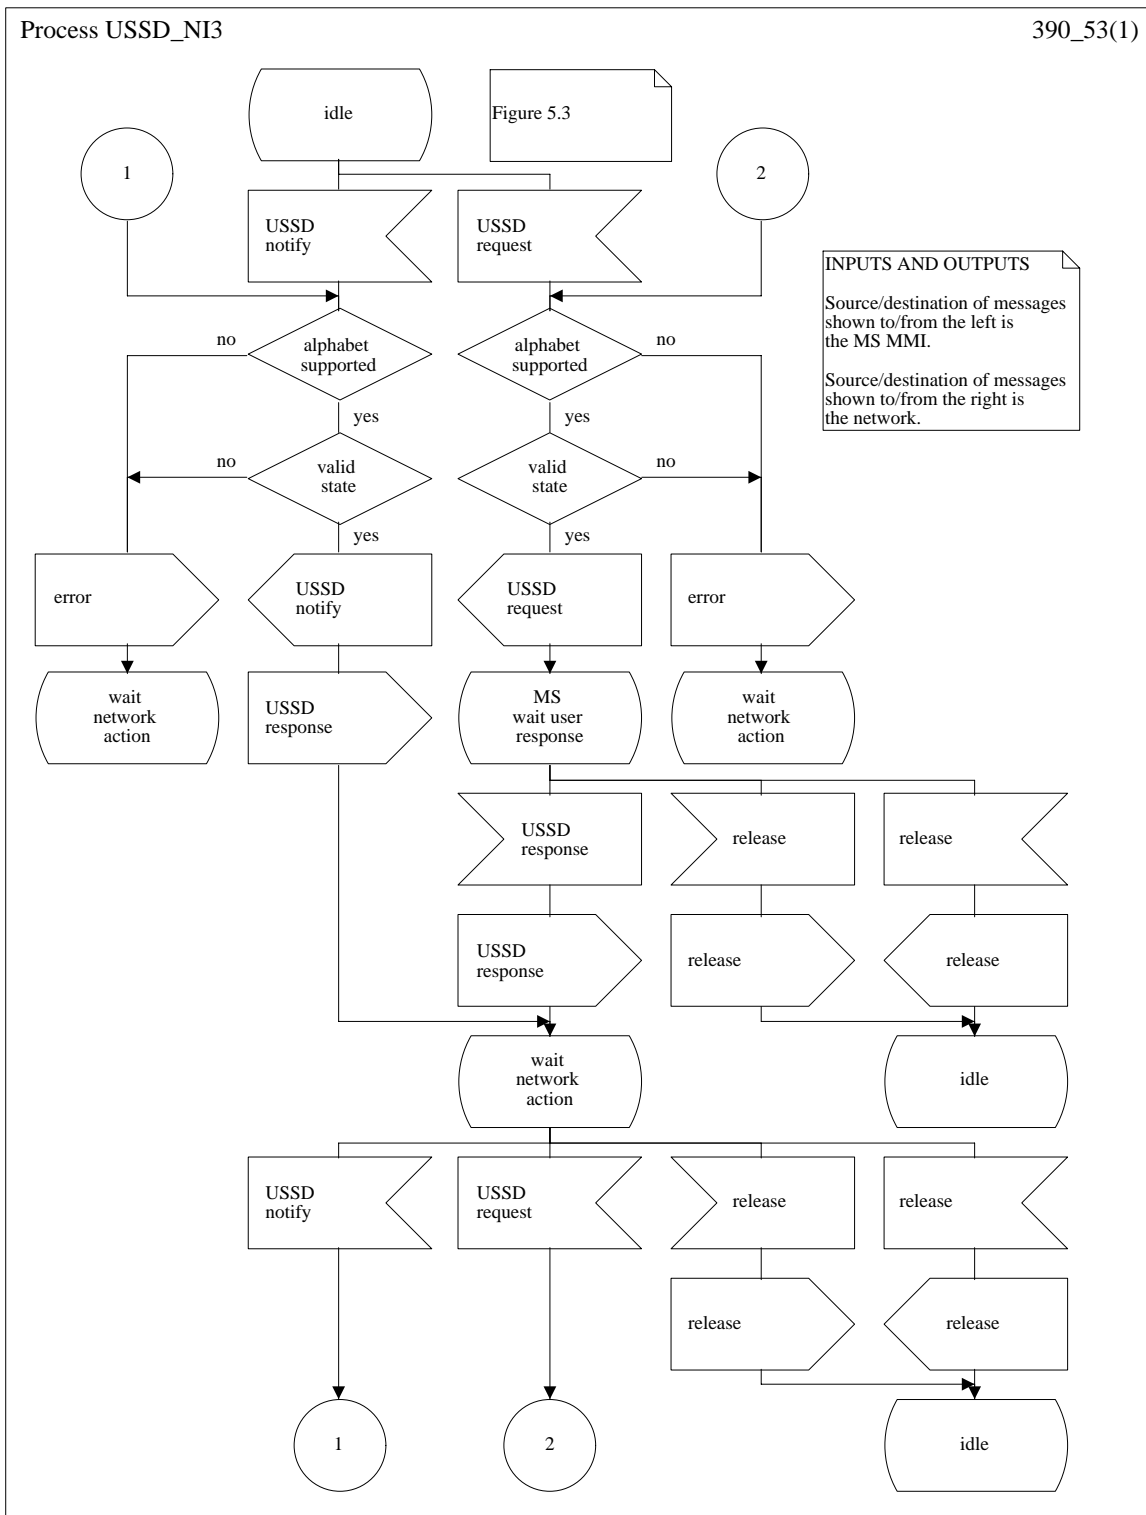 Process USSD_NI3
390_53(1)
idle
Figure 5.3
1
2
USSD
notify
USSD
request
INPUTS AND OUTPUTS
Source/destination of messages
shown to/from the left is
the MS MMI.
Source/destination of messages
shown to/from the right is
the network.
no
alphabet
supported
alphabet
supported
no
yes
yes
no
valid
state
valid
state
no
yes
yes
error
USSD
notify
USSD
request
error
wait
network
action
USSD
response
MS
wait user
response
wait
network
action
USSD
response
release
release
USSD
response
release
release
wait
network
action
idle
USSD
notify
USSD
request
release
release
release
release
1
2
idle